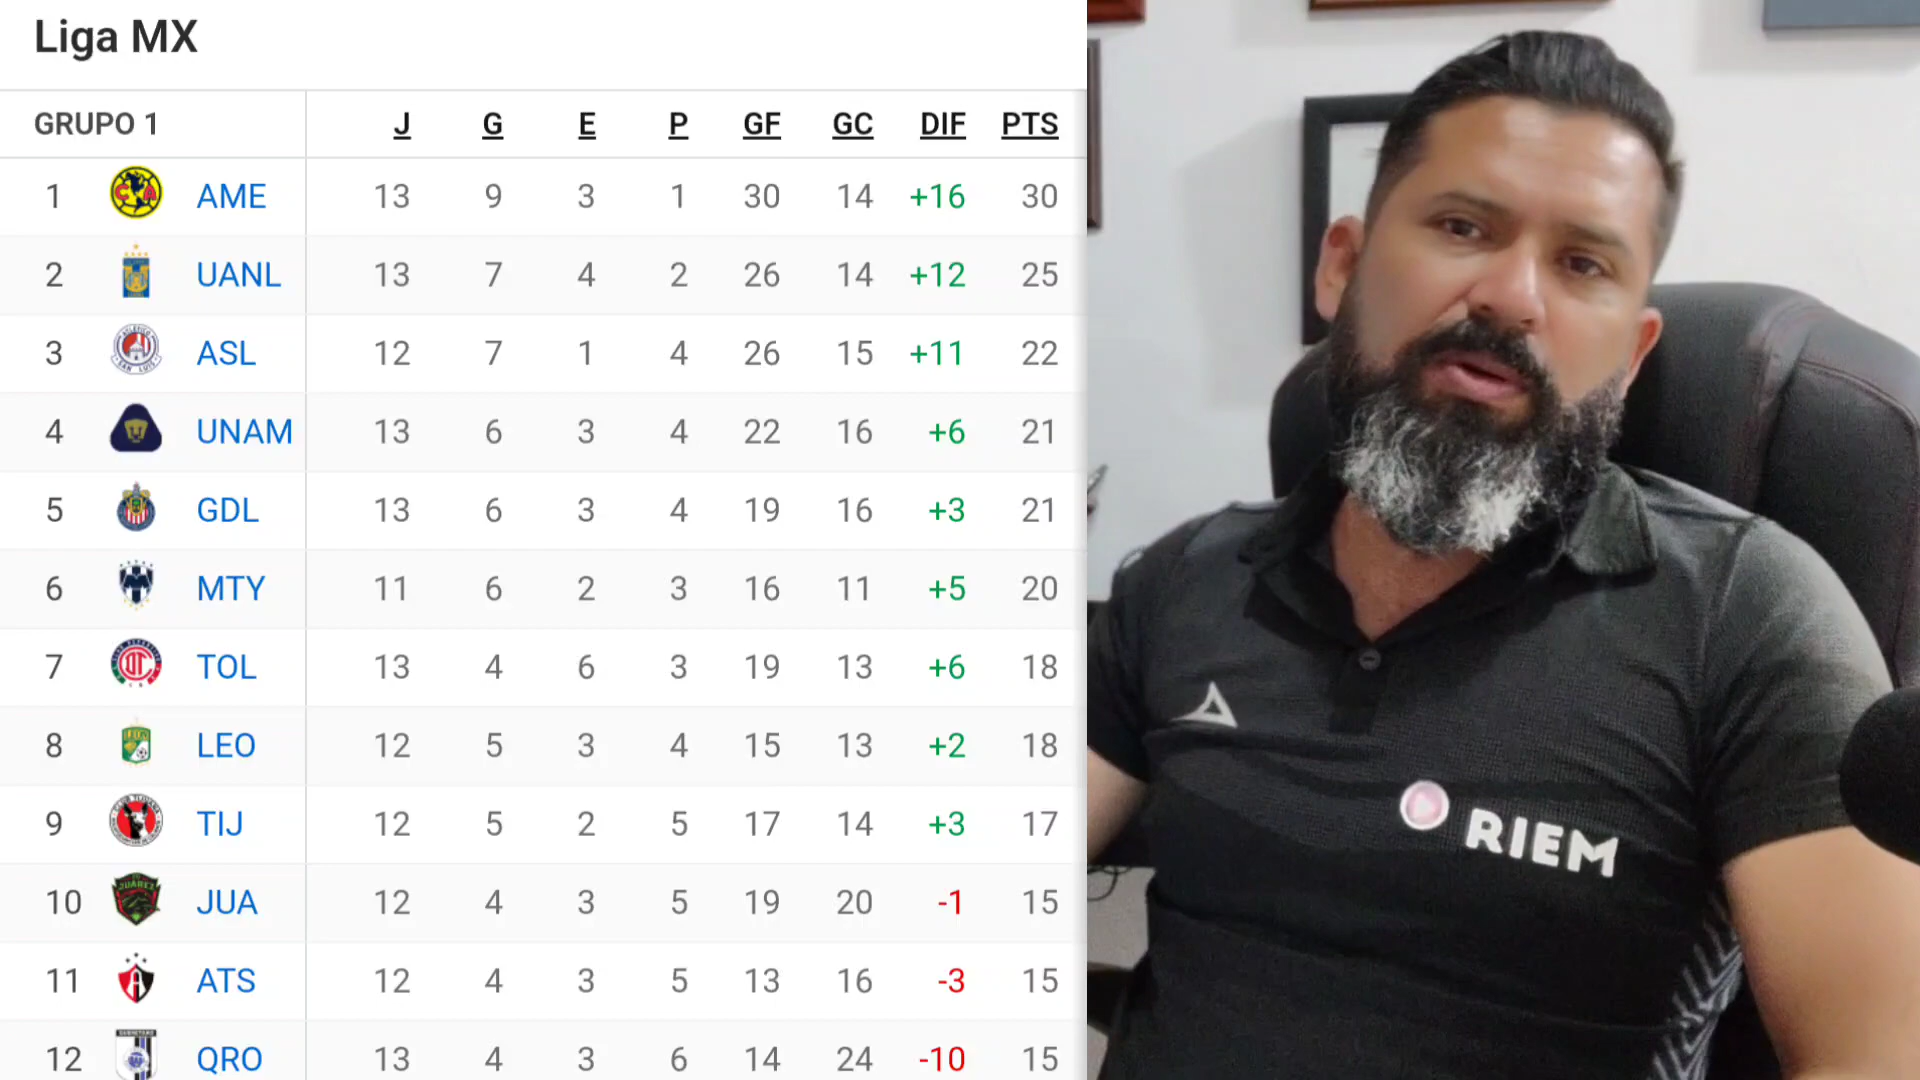 Liga MX
GRUPO 1 J G E P GF GC DIF PTS
1 AME 13 9 3 1 30 14 +16 30
2 UANL 13 7 4 2 26 14 +12 25
3 ASL 12 7 1 4 26 15 +11 22
4 UNAM 13 6 3 4 22 16 +6 21
5 GDL 13 6 3 4 19 16 +3 21
6 MTY 11 6 2 3 16 11 +5 20
7 TOL 13 4 6 3 19 13 +6 18
8 LEO 12 5 3 4 15 13 +2 18
9 TIJ 12 5 2 5 17 14 +3 17
10 JUA 12 4 3 5 19 20 -1 15
11 ATS 12 4 3 5 13 16 -3 15
12 QRO 13 4 3 6 14 24 -10 15
RIEM